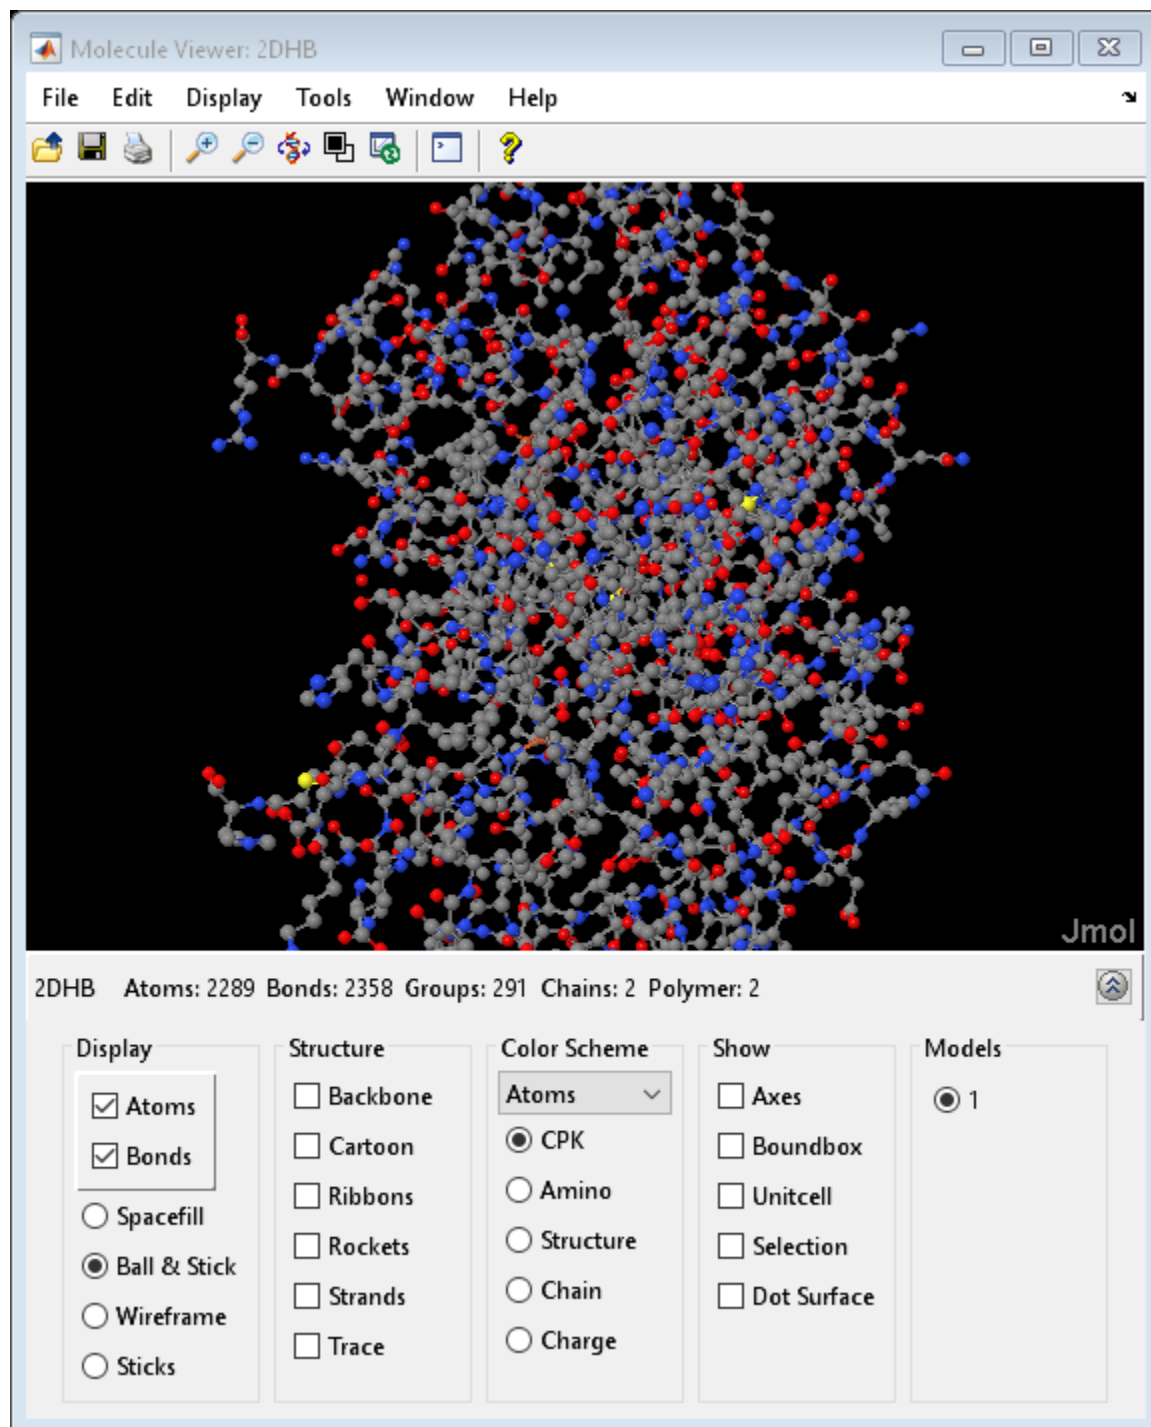 Molecule Viewer: 2DHB
File Edit Display Tools Window Help
Jmol
2DHB Atoms: 2289 Bonds: 2358 Groups: 291 Chains: 2 Polymer: 2
Display
Atoms
Bonds
Spacefill
Ball & Stick
Wireframe
Sticks
Structure
Backbone
Cartoon
Ribbons
Rockets
Strands
Trace
Color Scheme
Atoms
CPK
Amino
Structure
Chain
Charge
Show
Axes
Boundbox
Unitcell
Selection
Dot Surface
Models
1